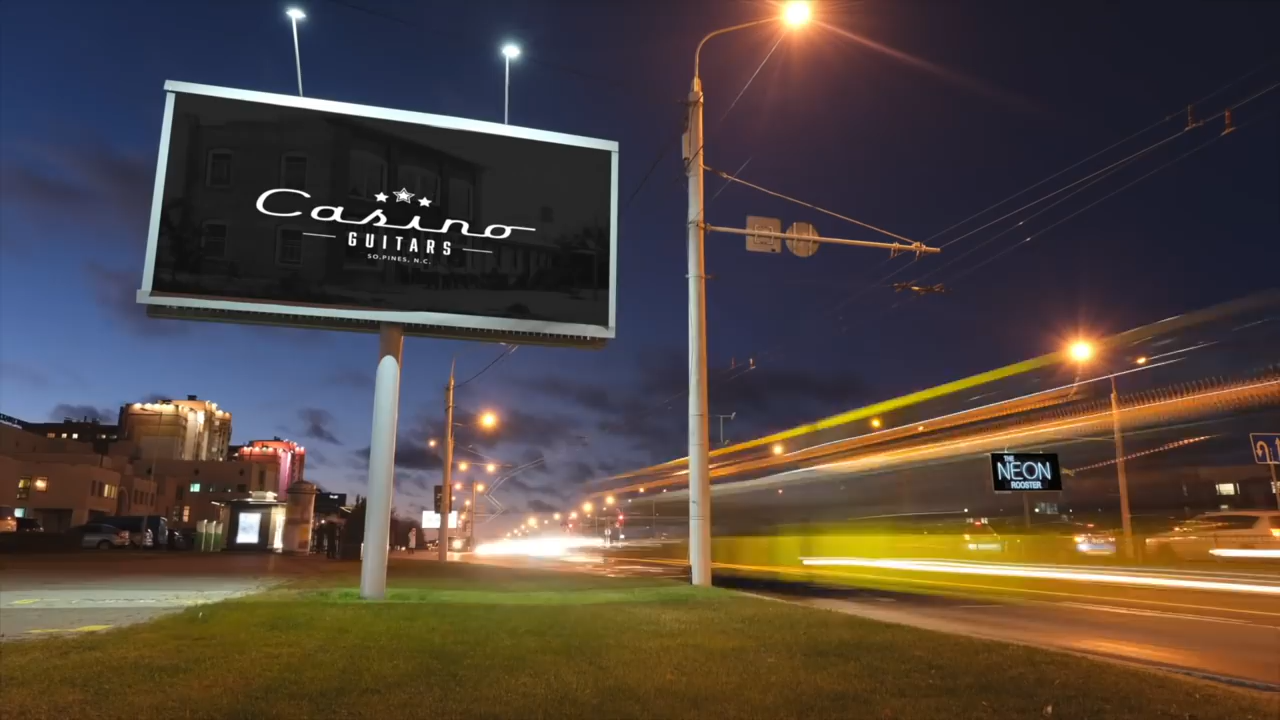 Casino
GUITARS
SO.PINES, N.C.
THE
NEON
ROOSTER